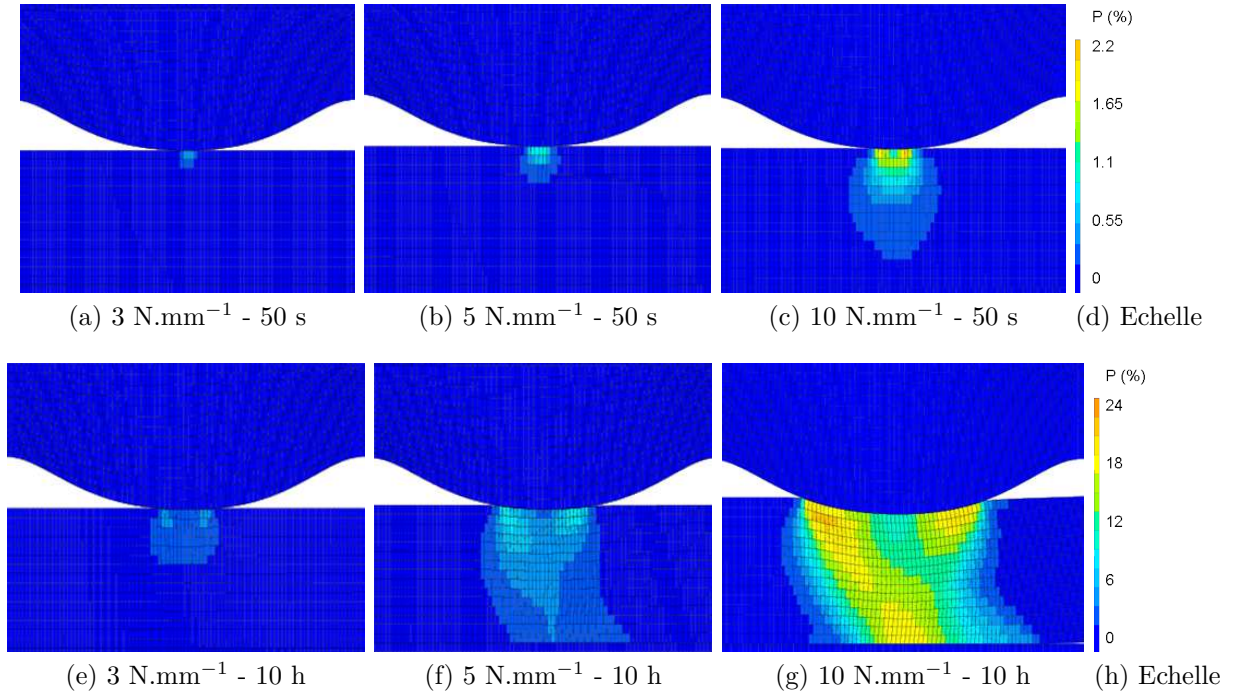 P (%)
2.2
1.65
1.1
0.55
0
(a) 3 N.mm⁻¹ - 50 s
(b) 5 N.mm⁻¹ - 50 s
(c) 10 N.mm⁻¹ - 50 s
(d) Echelle
P (%)
24
18
12
6
0
(e) 3 N.mm⁻¹ - 10 h
(f) 5 N.mm⁻¹ - 10 h
(g) 10 N.mm⁻¹ - 10 h
(h) Echelle